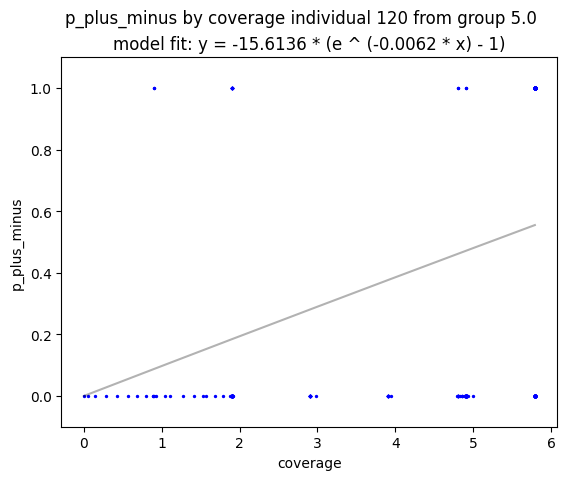 p_plus_minus by coverage individual 120 from group 5.0
model fit: y = -15.6136 * (e ^ (-0.0062 * x) - 1)
1.0
0.8
0.6
0.4
0.2
0.0
p_plus_minus
0 1 2 3 4 5 6
coverage